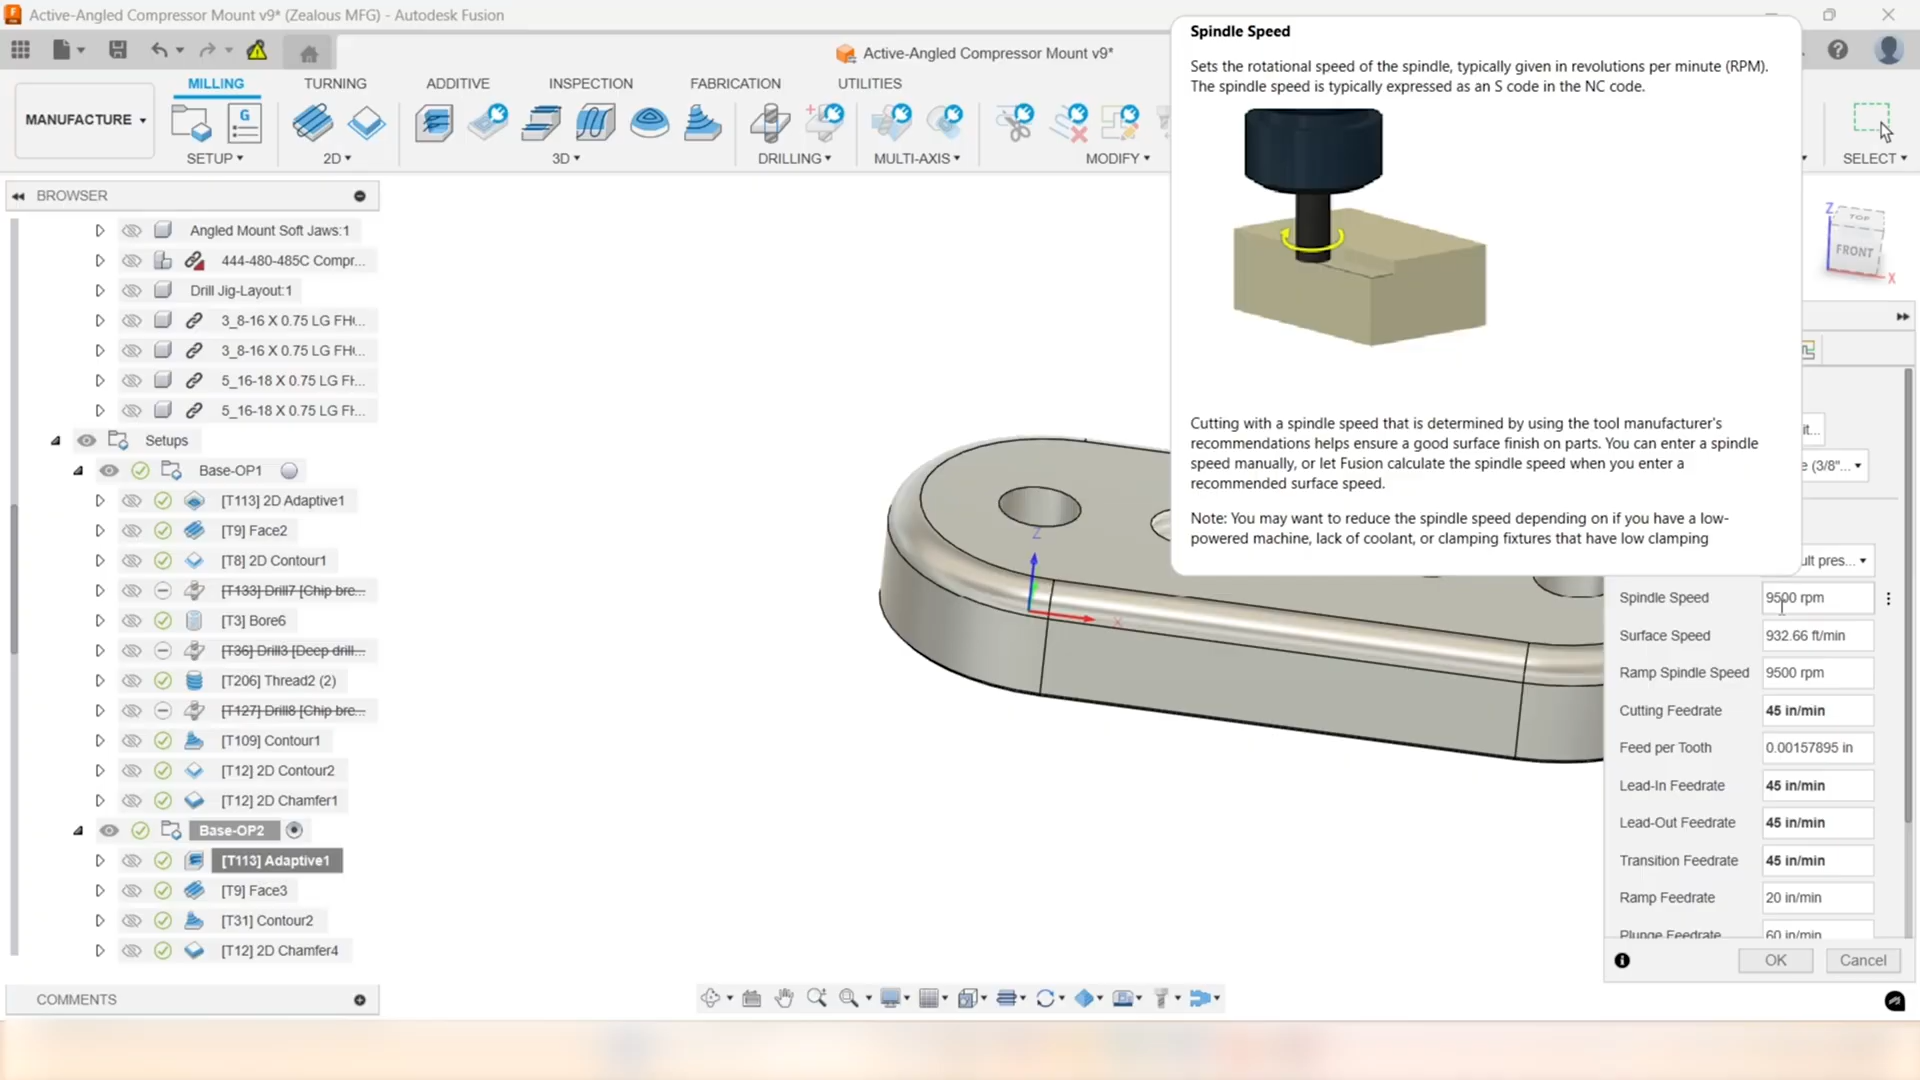 Active-Angled Compressor Mount v9* (Zealous MFG) - Autodesk Fusion
Active-Angled Compressor Mount v9*
MANUFACTURE
MILLING
TURNING
ADDITIVE
INSPECTION
FABRICATION
UTILITIES
G
SETUP
2D
3D
DRILLING
MULTI-AXIS
MODIFY
SELECT
Spindle Speed
Sets the rotational speed of the spindle, typically given in revolutions per minute (RPM).
The spindle speed is typically expressed as an S code in the NC code.
Cutting with a spindle speed that is determined by using the tool manufacturer's
recommendations helps ensure a good surface finish on parts. You can enter a spindle
speed manually, or let Fusion calculate the spindle speed when you enter a
recommended surface speed.
Note: You may want to reduce the spindle speed depending on if you have a low-
powered machine, lack of coolant, or clamping fixtures that have low clamping
BROWSER
Angled Mount Soft Jaws:1
444-480-485C Compr...
Drill Jig-Layout:1
3_8-16 X 0.75 LG FH(...
3_8-16 X 0.75 LG FH(...
5_16-18 X 0.75 LG FH...
5_16-18 X 0.75 LG FH...
Setups
Base-OP1
[T113] 2D Adaptive1
[T9] Face2
[T8] 2D Contour1
[T133] Drill7 [Chip bre...
[T3] Bore6
[T36] Drill3 [Deep drill...
[T206] Thread2 (2)
[T127] Drill8 [Chip bre...
[T109] Contour1
[T12] 2D Contour2
[T12] 2D Chamfer1
Base-OP2
[T113] Adaptive1
[T9] Face3
[T31] Contour2
[T12] 2D Chamfer4
COMMENTS
Z
X
Z
TOP
FRONT
X
it...
e (3/8"...
ult pres...
Spindle Speed 9500 rpm
Surface Speed 932.66 ft/min
Ramp Spindle Speed 9500 rpm
Cutting Feedrate 45 in/min
Feed per Tooth 0.00157895 in
Lead-In Feedrate 45 in/min
Lead-Out Feedrate 45 in/min
Transition Feedrate 45 in/min
Ramp Feedrate 20 in/min
Plunge Feedrate 60 in/min
OK
Cancel